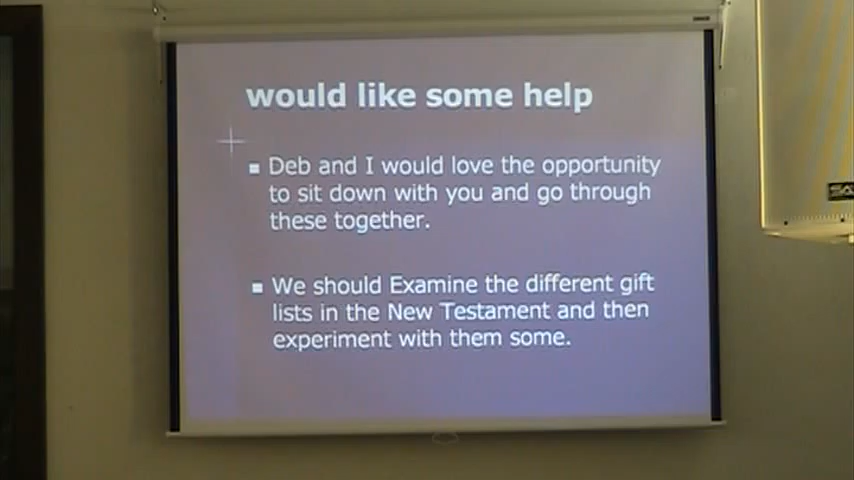 would like some help
Deb and I would love the opportunity
to sit down with you and go through
these together.
We should Examine the different gift
lists in the New Testament and then
experiment with them some.